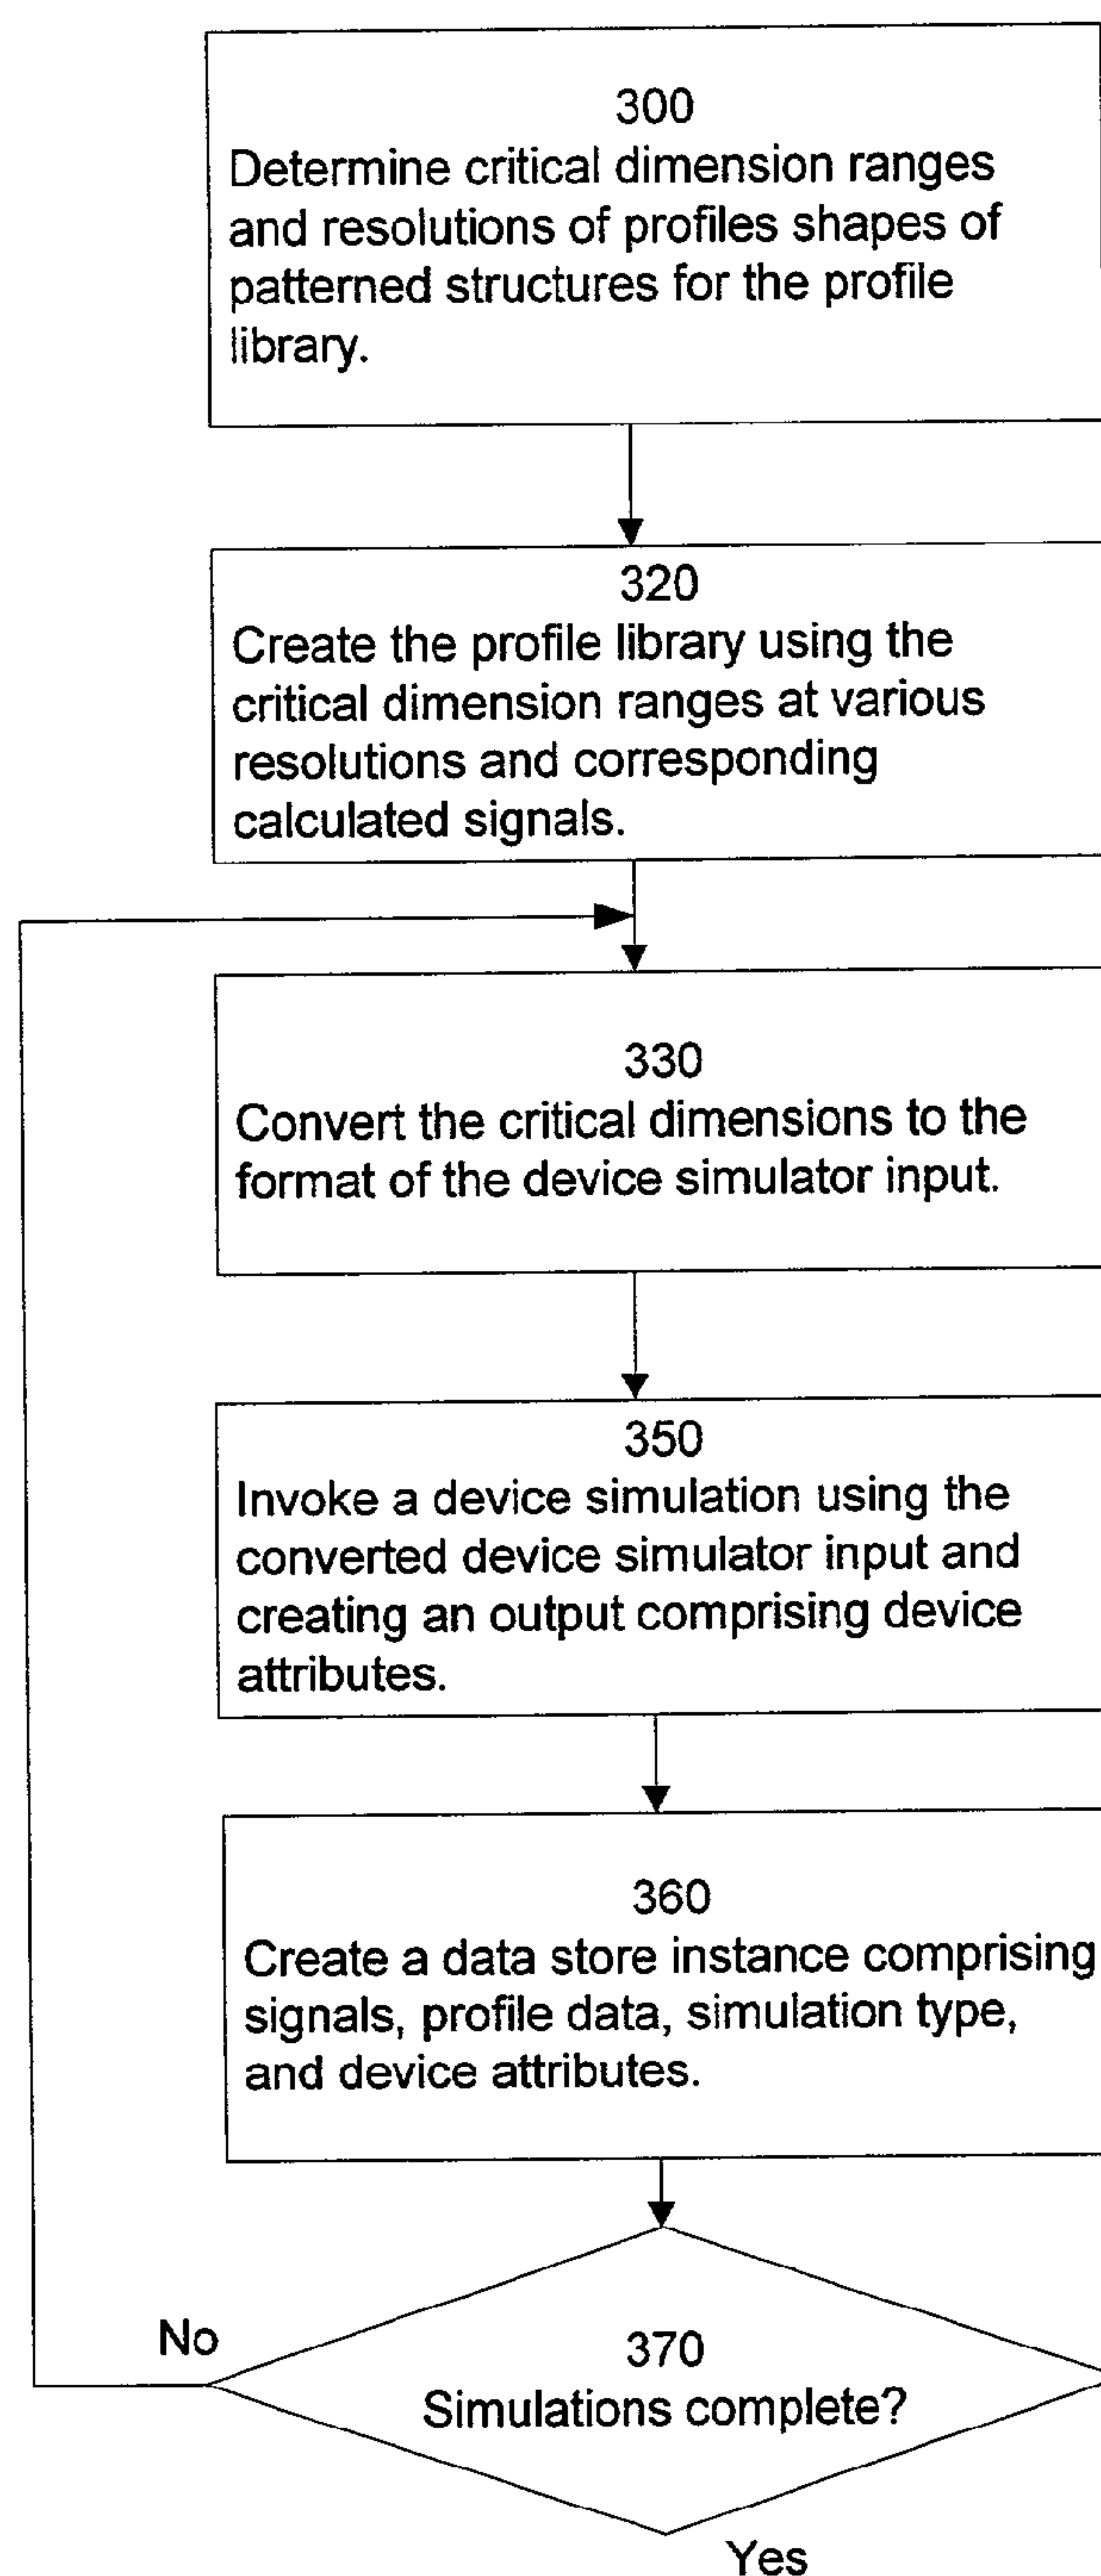 300
Determine critical dimension ranges
and resolutions of profiles shapes of
patterned structures for the profile
library.
320
Create the profile library using the
critical dimension ranges at various
resolutions and corresponding
calculated signals.
330
Convert the critical dimensions to the
format of the device simulator input.
350
Invoke a device simulation using the
converted device simulator input and
creating an output comprising device
attributes.
360
Create a data store instance comprising
signals, profile data, simulation type,
and device attributes.
No
370
Simulations complete?
Yes